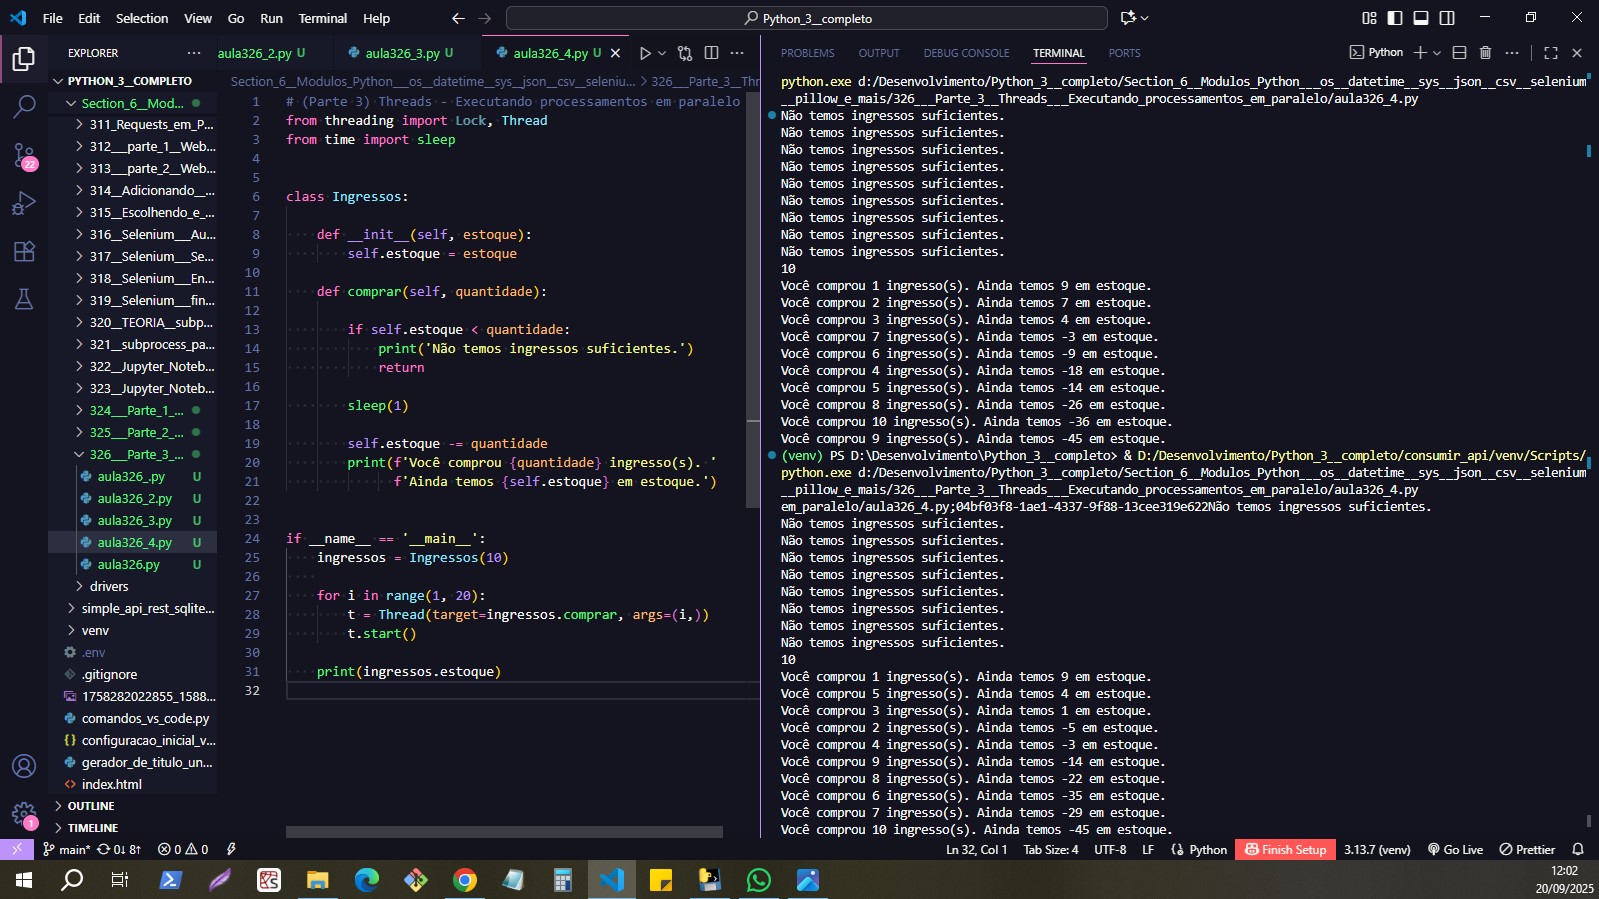 File Edit Selection View Go Run Terminal Help
Python_3__completo
EXPLORER
PYTHON_3__COMPLETO
Section_6__Mod...
311_Requests_em_P...
312___parte_1__Web...
313___parte_2__Web...
314__Adicionando__...
315__Escolhendo_e_...
316__Selenium___Au...
317__Selenium___Se...
318__Selenium__En...
319__Selenium___fin...
320__TEORIA__subp...
321__subprocess_pa...
322__Jupyter_Noteb...
323__Jupyter_Noteb...
324___Parte_1_...
325___Parte_2_...
326___Parte_3_...
aula326_.py U
aula326_2.py U
aula326_3.py U
aula326_4.py U
aula326.py U
drivers
simple_api_rest_sqlite...
venv
.env
.gitignore
1758282022855_1588...
comandos_vs_code.py
configuracao_inicial_v...
gerador_de_titulo_un...
index.html
OUTLINE
TIMELINE
22
1
aula326_2.py U aula326_3.py U aula326_4.py U
Section_6__Modulos_Python___os__datetime__sys__json__csv__seleniu... > 326___Parte_3__Thr
1 # (Parte 3) Threads - Executando processamentos em paralelo
2 from threading import Lock, Thread
3 from time import sleep
4
5
6 class Ingressos:
7
8 def __init__(self, estoque):
9 self.estoque = estoque
10
11 def comprar(self, quantidade):
12
13 if self.estoque < quantidade:
14 print('Não temos ingressos suficientes.')
15 return
16
17 sleep(1)
18
19 self.estoque -= quantidade
20 print(f'Você comprou {quantidade} ingresso(s). '
21 f'Ainda temos {self.estoque} em estoque.')
22
23
24 if __name__ == '__main__':
25 ingressos = Ingressos(10)
26
27 for i in range(1, 20):
28 t = Thread(target=ingressos.comprar, args=(i,))
29 t.start()
30
31 print(ingressos.estoque)
32
PROBLEMS OUTPUT DEBUG CONSOLE TERMINAL PORTS
Python
python.exe d:/Desenvolvimento/Python_3__completo/Section_6__Modulos_Python___os__datetime__sys__json__csv__selenium
__pillow_e_mais/326___Parte_3__Threads___Executando_processamentos_em_paralelo/aula326_4.py
Não temos ingressos suficientes.
Não temos ingressos suficientes.
Não temos ingressos suficientes.
Não temos ingressos suficientes.
Não temos ingressos suficientes.
Não temos ingressos suficientes.
Não temos ingressos suficientes.
Não temos ingressos suficientes.
Não temos ingressos suficientes.
10
Você comprou 1 ingresso(s). Ainda temos 9 em estoque.
Você comprou 2 ingresso(s). Ainda temos 7 em estoque.
Você comprou 3 ingresso(s). Ainda temos 4 em estoque.
Você comprou 7 ingresso(s). Ainda temos -3 em estoque.
Você comprou 6 ingresso(s). Ainda temos -9 em estoque.
Você comprou 4 ingresso(s). Ainda temos -18 em estoque.
Você comprou 5 ingresso(s). Ainda temos -14 em estoque.
Você comprou 8 ingresso(s). Ainda temos -26 em estoque.
Você comprou 10 ingresso(s). Ainda temos -36 em estoque.
Você comprou 9 ingresso(s). Ainda temos -45 em estoque.
(venv) PS D:\Desenvolvimento\Python_3__completo> & D:/Desenvolvimento/Python_3__completo/consumir_api/venv/Scripts/
python.exe d:/Desenvolvimento/Python_3__completo/Section_6__Modulos_Python___os__datetime__sys__json__csv__selenium
__pillow_e_mais/326___Parte_3__Threads___Executando_processamentos_em_paralelo/aula326_4.py
em_paralelo/aula326_4.py;04bf03f8-1ae1-4337-9f88-13cee319e622Não temos ingressos suficientes.
Não temos ingressos suficientes.
Não temos ingressos suficientes.
Não temos ingressos suficientes.
Não temos ingressos suficientes.
Não temos ingressos suficientes.
Não temos ingressos suficientes.
Não temos ingressos suficientes.
Não temos ingressos suficientes.
10
Você comprou 1 ingresso(s). Ainda temos 9 em estoque.
Você comprou 5 ingresso(s). Ainda temos 4 em estoque.
Você comprou 3 ingresso(s). Ainda temos 1 em estoque.
Você comprou 2 ingresso(s). Ainda temos -5 em estoque.
Você comprou 4 ingresso(s). Ainda temos -3 em estoque.
Você comprou 9 ingresso(s). Ainda temos -14 em estoque.
Você comprou 8 ingresso(s). Ainda temos -22 em estoque.
Você comprou 6 ingresso(s). Ainda temos -35 em estoque.
Você comprou 7 ingresso(s). Ainda temos -29 em estoque.
Você comprou 10 ingresso(s). Ainda temos -45 em estoque.
main* 0↓ 8↑ 0 0 Ln 32, Col 1 Tab Size: 4 UTF-8 LF Python Finish Setup 3.13.7 (venv) Go Live Prettier
12:02
20/09/2025